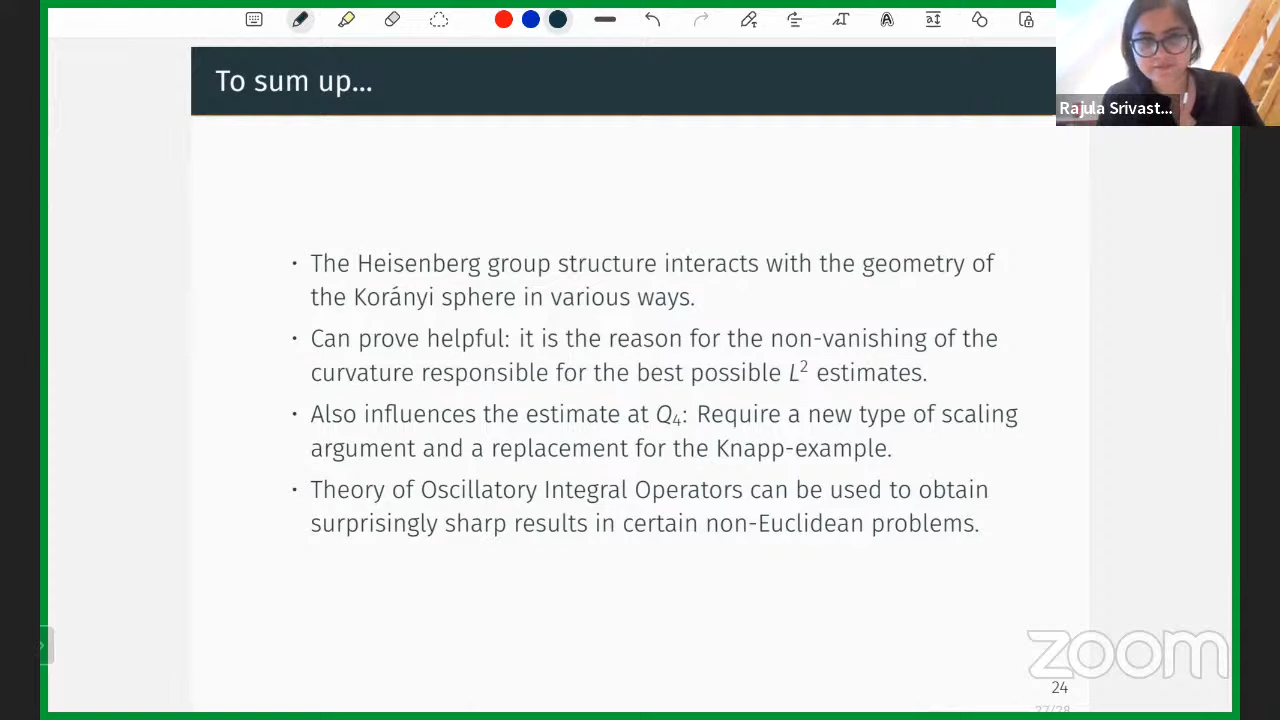 To sum up...
Rajula Srivast...
• The Heisenberg group structure interacts with the geometry of
the Korányi sphere in various ways.
• Can prove helpful: it is the reason for the non-vanishing of the
curvature responsible for the best possible L² estimates.
• Also influences the estimate at Q₄: Require a new type of scaling
argument and a replacement for the Knapp-example.
• Theory of Oscillatory Integral Operators can be used to obtain
surprisingly sharp results in certain non-Euclidean problems.
zoom
24
27/28